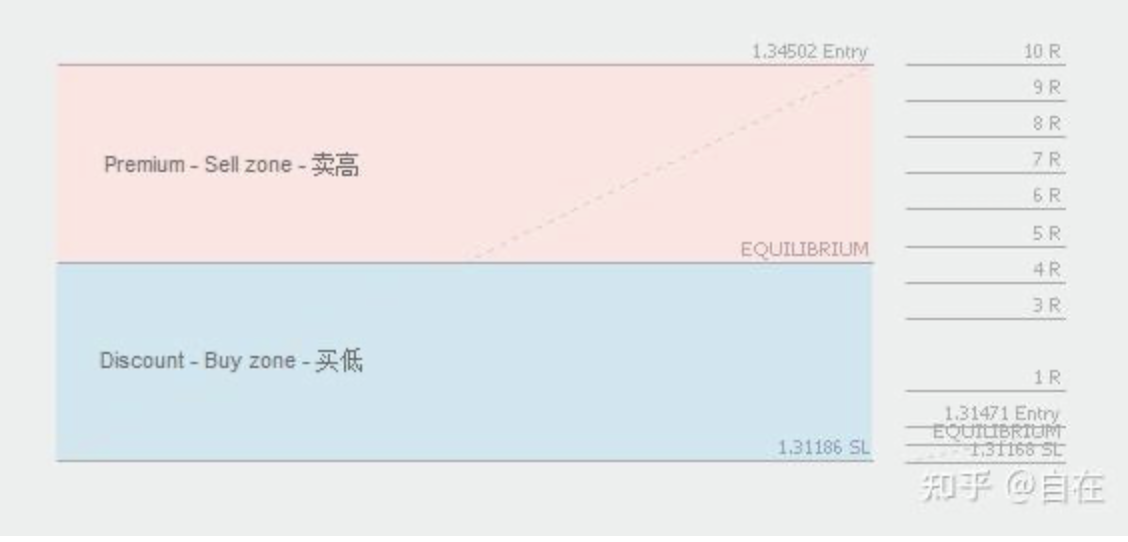 1.34502 Entry
Premium - Sell zone - 卖高
EQUILIBRIUM
Discount - Buy zone - 买低
1.31186 SL
10 R
9 R
8 R
7 R
6 R
5 R
4 R
3 R
1 R
1.31471 Entry
EQUILIBRIUM
1.31168 SL
知乎 @自在